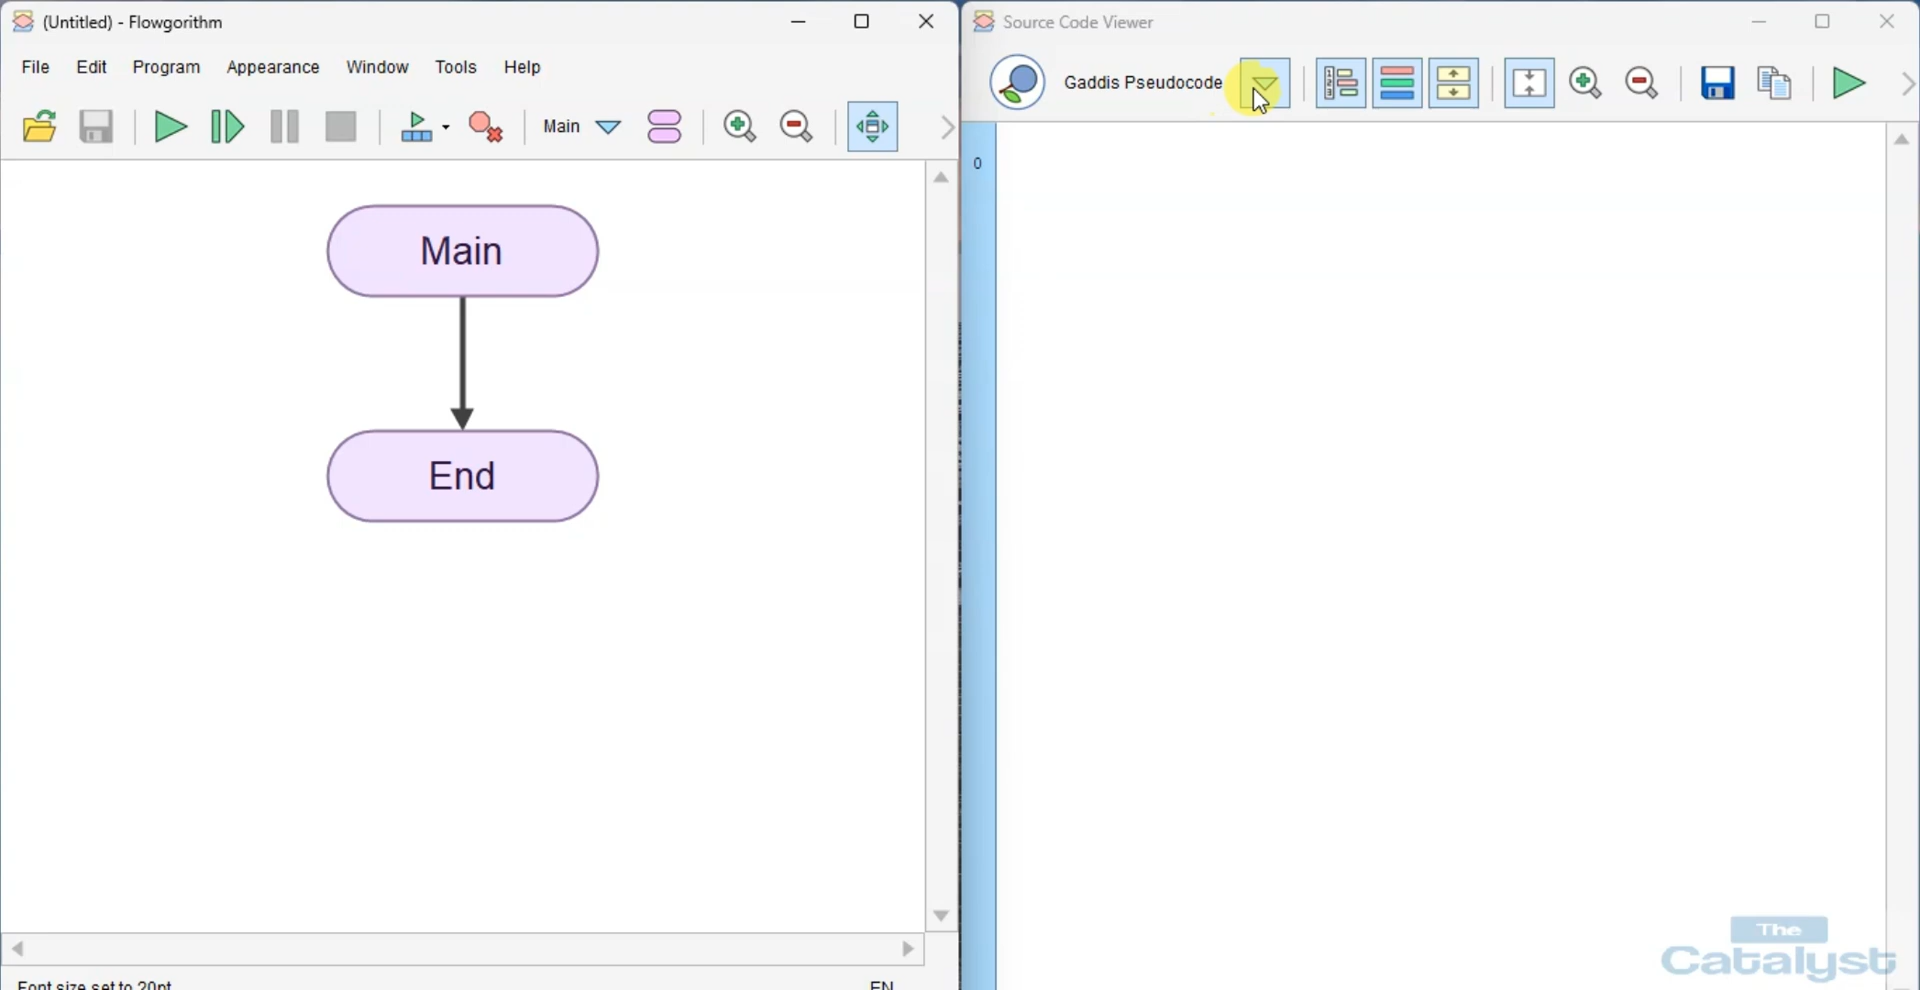 (Untitled) - Flowgorithm
File Edit Program Appearance Window Tools Help
Main
Main
End
Font size set to 20pt
EN
Source Code Viewer
Gaddis Pseudocode
0
The
Catalyst